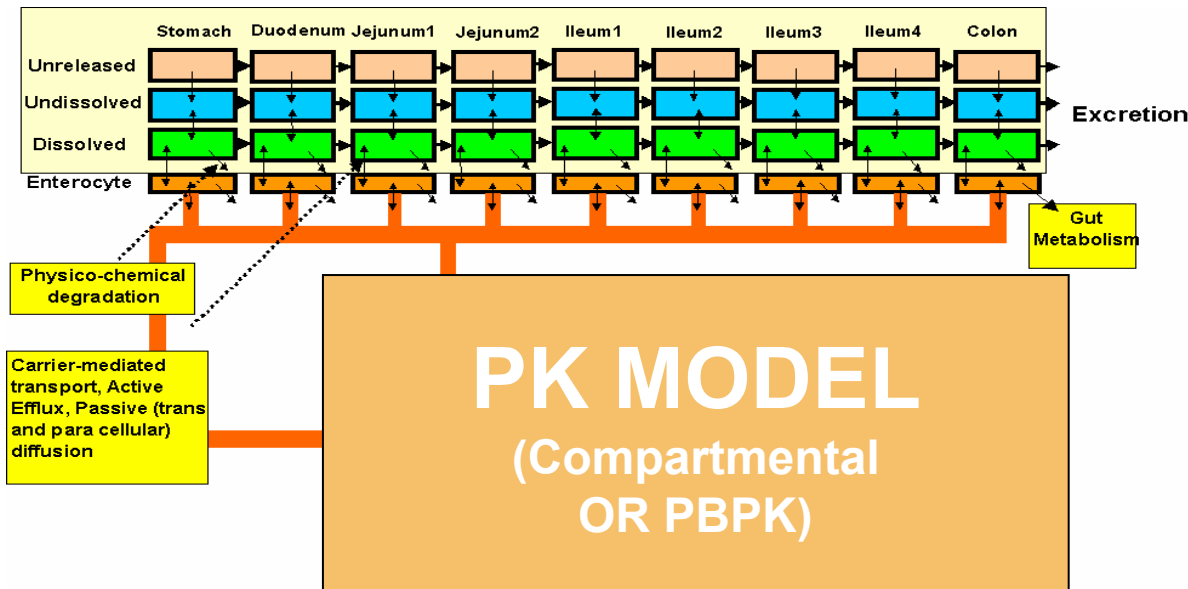 Stomach Duodenum Jejunum1 Jejunum2 Ileum1 Ileum2 Ileum3 Ileum4 Colon
Unreleased
Undissolved
Excretion
Dissolved
Enterocyte
Gut
Metabolism
Physico-chemical
degradation
Carrier-mediated
transport, Active
Efflux, Passive (trans
and para cellular)
diffusion
PK MODEL
(Compartmental
OR PBPK)